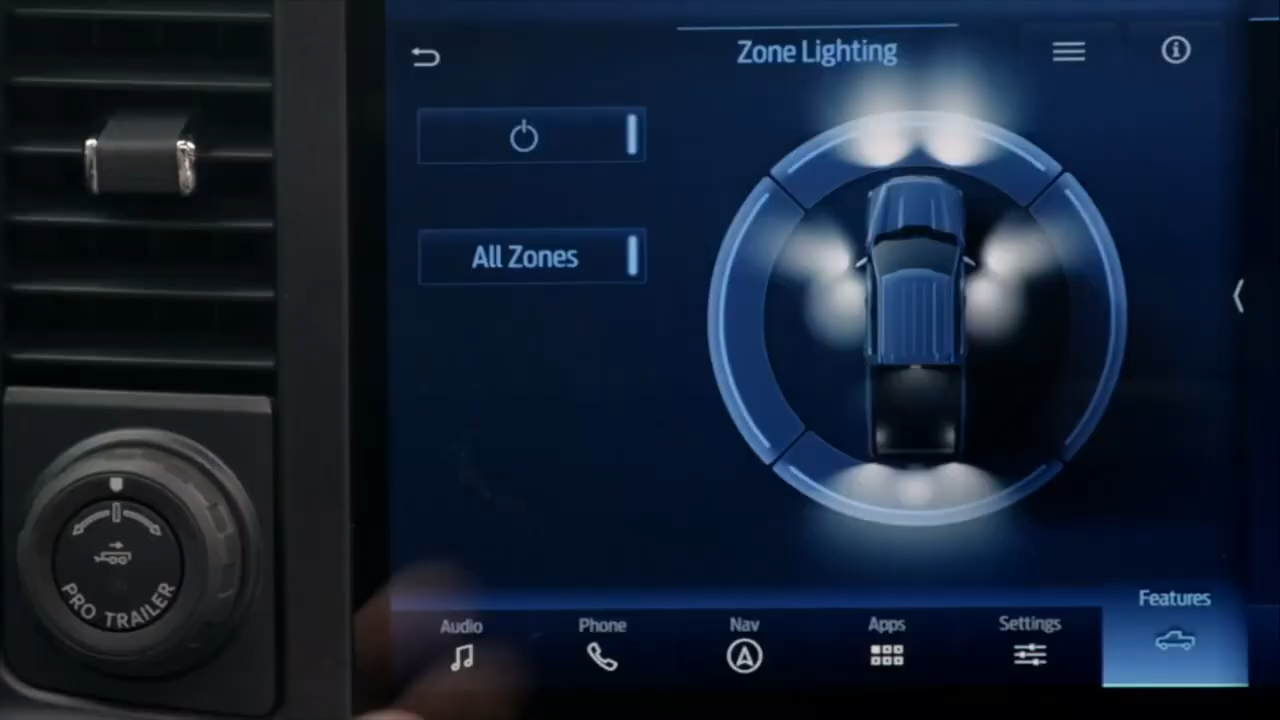 Zone Lighting
All Zones
PRO TRAILER
Features
Audio
Phone
Nav
Apps
Settings